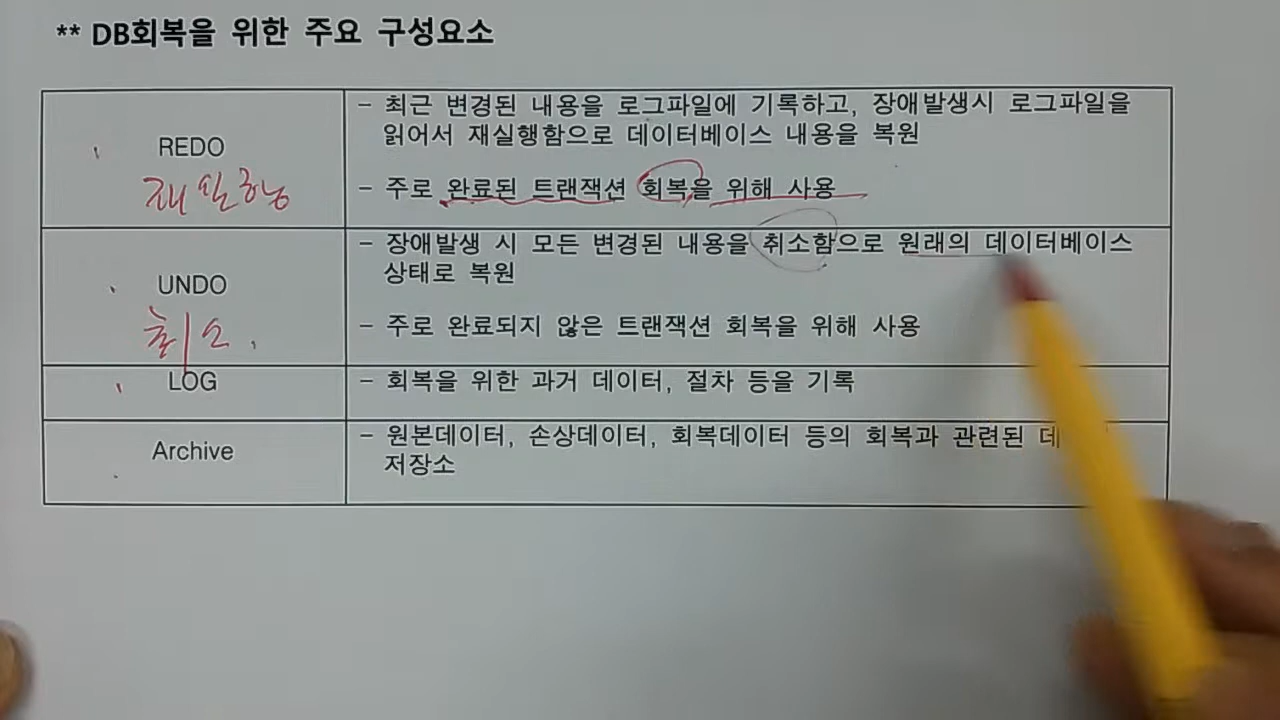 ** DB회복을 위한 주요 구성요소
REDO
재실행
- 최근 변경된 내용을 로그파일에 기록하고, 장애발생시 로그파일을
읽어서 재실행함으로 데이터베이스 내용을 복원
- 주로 완료된 트랜잭션 회복을 위해 사용
UNDO
취소
- 장애발생 시 모든 변경된 내용을 취소함으로 원래의 데이터베이스
상태로 복원
- 주로 완료되지 않은 트랜잭션 회복을 위해 사용
LOG
- 회복을 위한 과거 데이터, 절차 등을 기록
Archive
- 원본데이터, 손상데이터, 회복데이터 등의 회복과 관련된
저장소